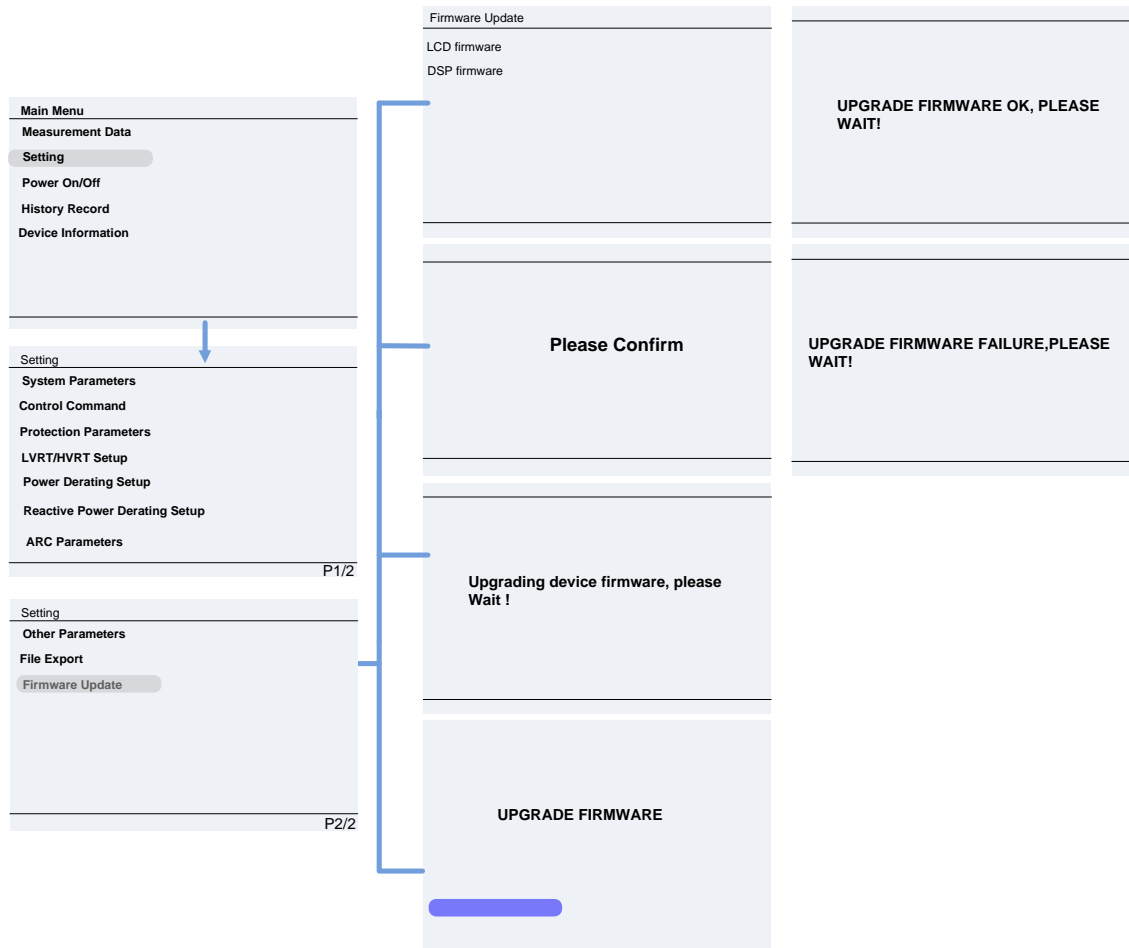 Main Menu
Measurement Data
Setting
Power On/Off
History Record
Device Information
Setting
System Parameters
Control Command
Protection Parameters
LVRT/HVRT Setup
Power Derating Setup
Reactive Power Derating Setup
ARC Parameters
P1/2
Setting
Other Parameters
File Export
Firmware Update
P2/2
Firmware Update
LCD firmware
DSP firmware
Please Confirm
Upgrading device firmware, please
Wait !
UPGRADE FIRMWARE
UPGRADE FIRMWARE OK, PLEASE
WAIT!
UPGRADE FIRMWARE FAILURE,PLEASE
WAIT!